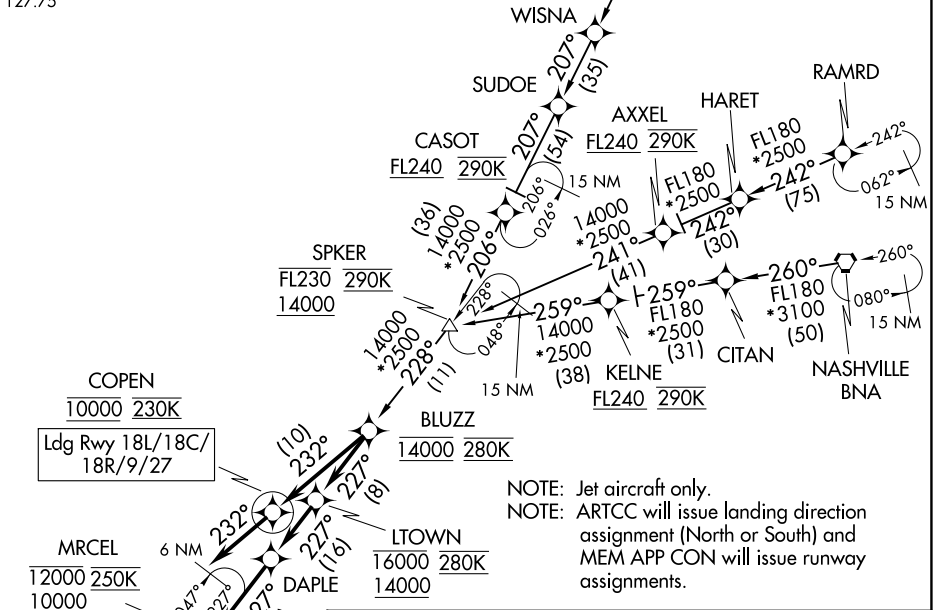 127.75
WISNA
207°
(35)
SUDOE
207°
(54)
CASOT
FL240 290K
206°
026°
15 NM
(36)
14000
*2500
206°
RAMRD
HARET
AXXEL
FL240 290K
FL180
*2500
242°
(75)
242°
062°
15 NM
FL180
*2500
242°
(30)
14000
*2500
241°
(41)
SPKER
FL230 290K
14000
228°
048°
15 NM
259°
14000
*2500
(38)
KELNE
FL240 290K
259°
FL180
*2500
(31)
CITAN
260°
FL180
*3100
(50)
260°
080°
15 NM
NASHVILLE
BNA
14000
*2500
228°
(11)
COPEN
10000 230K
Ldg Rwy 18L/18C/
18R/9/27
BLUZZ
14000 280K
(10)
232°
227°
(8)
232°
6 NM
227°
(16)
LTOWN
16000 280K
14000
DAPLE
MRCEL
12000 250K
10000
047°
227°
27°
NOTE: Jet aircraft only.
NOTE: ARTCC will issue landing direction
assignment (North or South) and
MEM APP CON will issue runway
assignments.